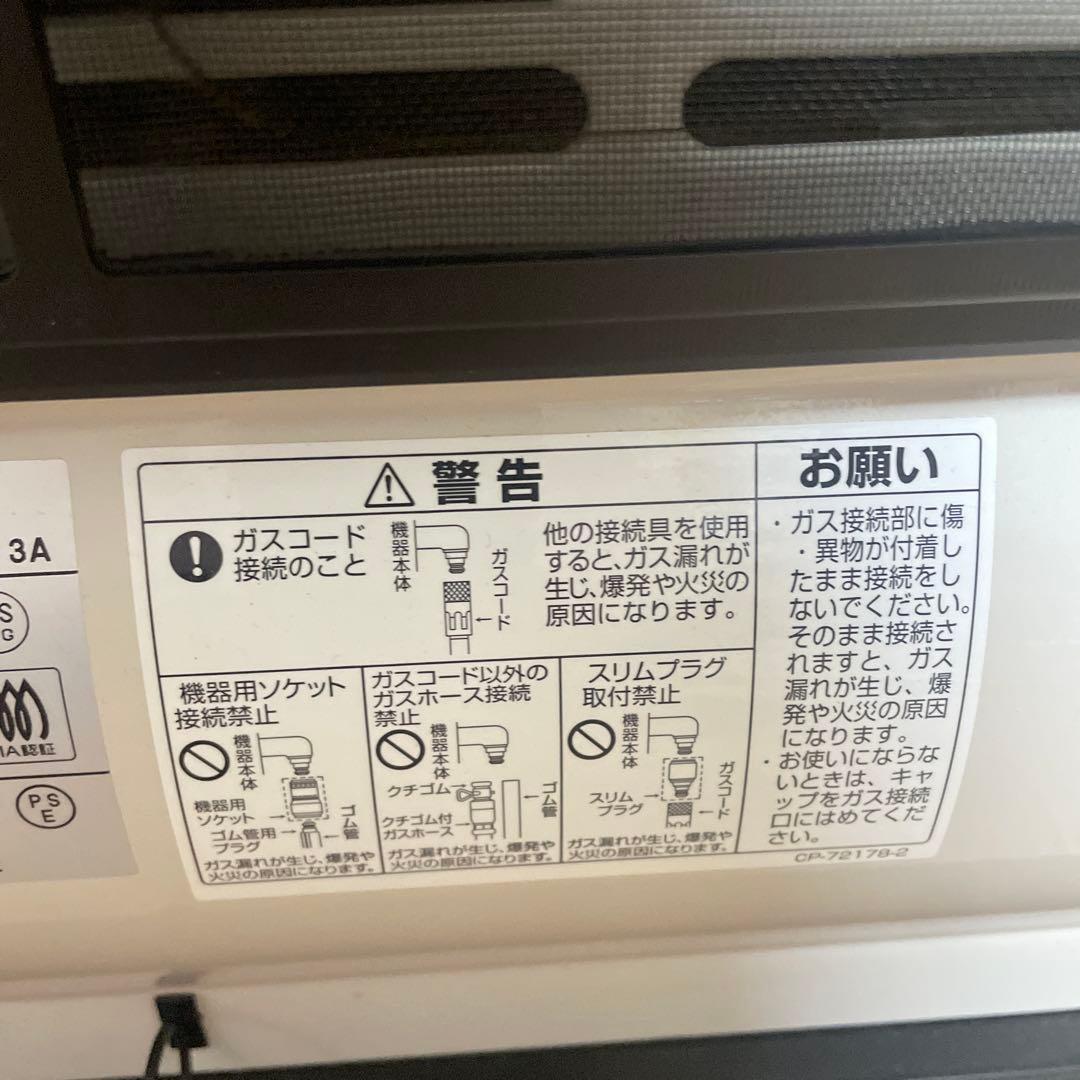 3A
S
G
IA認証
PS
E
警告
ガスコード
接続のこと
機器本体
ガスコード
他の接続具を使用
すると、ガス漏れが
生じ、爆発や火災の
原因になります。
機器用ソケット
接続禁止
機器本体
機器用
ソケット
ゴム管用
プラグ
ゴム管
ガス漏れが生じ、爆発や
火災の原因になります。
ガスコード以外の
ガスホース接続
禁止
機器本体
クチゴム
クチゴム付
ガスホース
ゴム管
ガス漏れが生じ、爆発や
火災の原因になります。
スリムプラグ
取付禁止
機器本体
スリム
プラグ
ガスコード
ガス漏れが生じ、爆発や
火災の原因になります。
お願い
・ガス接続部に傷
・異物が付着し
たまま接続をし
ないでください。
そのまま接続さ
れますと、ガス
漏れが生じ、爆
発や火災の原因
になります。
・お使いにならな
いときは、キャ
ップをガス接続
口にはめてくだ
さい。
CP-72178-2